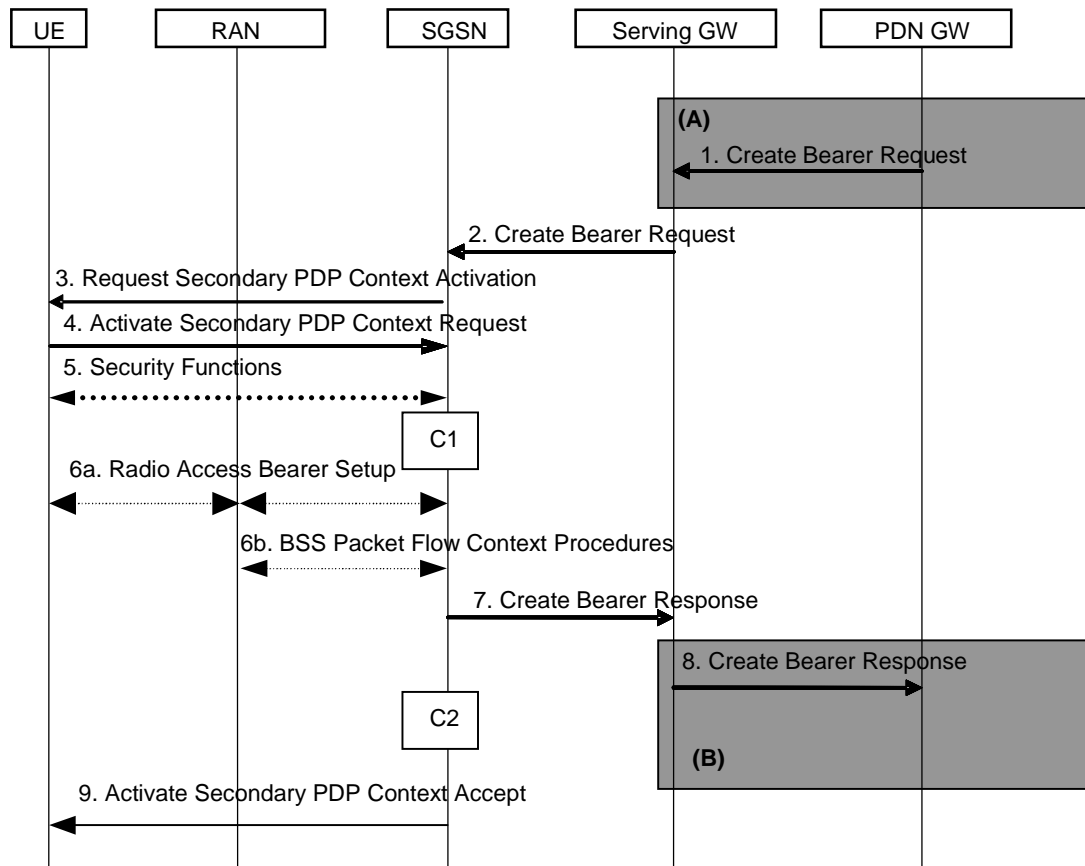 UE
RAN
SGSN
Serving GW
PDN GW
(A)
1. Create Bearer Request
2. Create Bearer Request
3. Request Secondary PDP Context Activation
4. Activate Secondary PDP Context Request
5. Security Functions
C1
6a. Radio Access Bearer Setup
6b. BSS Packet Flow Context Procedures
7. Create Bearer Response
8. Create Bearer Response
C2
(B)
9. Activate Secondary PDP Context Accept